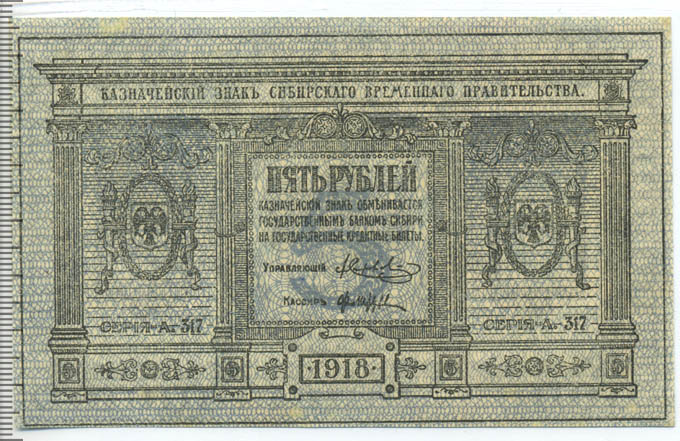 КАЗНАЧЕЙСКІЙ ЗНАКЪ СИБИРСКАГО ВРЕМЕННАГО ПРАВИТЕЛЬСТВА.
ПЯТЬ РУБЛЕЙ
КАЗНАЧЕЙСКІЙ ЗНАКЪ ОБМѢНИВАЕТСЯ
ГОСУДАРСТВЕННЫМЪ БАНКОМЪ СИБИРИ
НА ГОСУДАРСТВЕННЫЕ КРЕДИТНЫЕ БИЛЕТЫ.
УПРАВЛЯЮЩІЙ
КАССИРЪ
СЕРІЯ-А. 317 СЕРІЯ-А. 317
5 5 1918 5 5